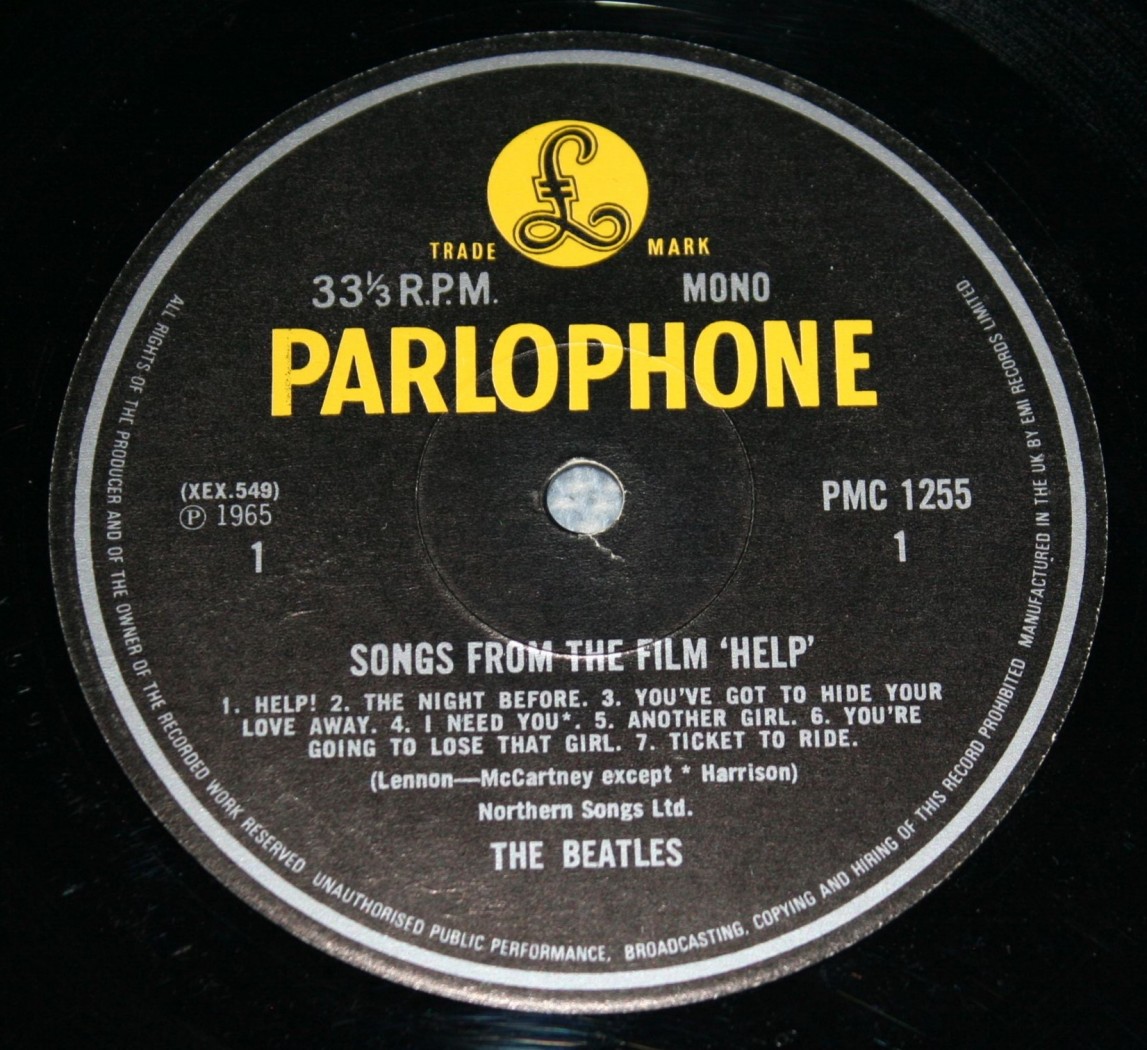 £
TRADE MARK
33⅓ R.P.M. MONO
PARLOPHONE
(XEX.549)
Ⓟ 1965
1
PMC 1255
1
SONGS FROM THE FILM ‘HELP’
1. HELP! 2. THE NIGHT BEFORE. 3. YOU'VE GOT TO HIDE YOUR
LOVE AWAY. 4. I NEED YOU*. 5. ANOTHER GIRL. 6. YOU'RE
GOING TO LOSE THAT GIRL. 7. TICKET TO RIDE.
(Lennon—McCartney except * Harrison)
Northern Songs Ltd.
THE BEATLES
ALL RIGHTS OF THE PRODUCER AND OF THE OWNER OF THE RECORDED WORK RESERVED UNAUTHORISED PUBLIC PERFORMANCE, BROADCASTING, COPYING AND HIRING OF THIS RECORD PROHIBITED MANUFACTURED IN THE UK BY EMI RECORDS LIMITED